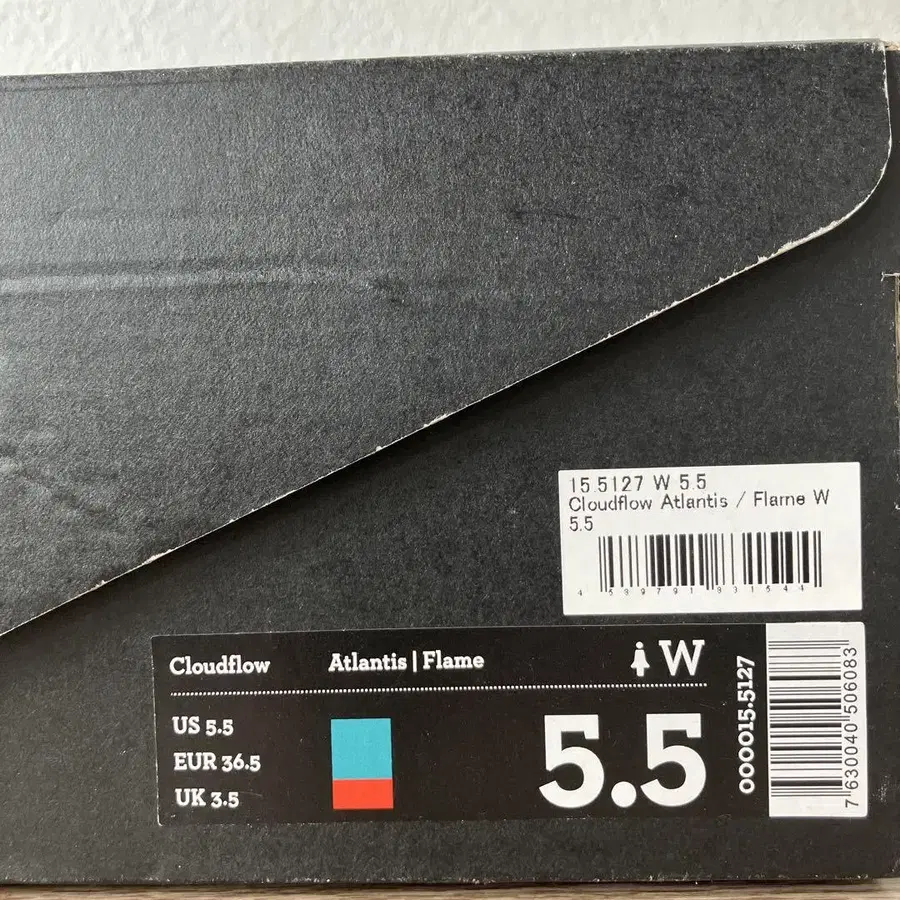 15.5127 W 5.5
Cloudflow Atlantis / Flame W
5.5
4 589791 831544
Cloudflow Atlantis | Flame W
US 5.5
EUR 36.5
UK 3.5
5.5
000015.5127
7 630040 506083